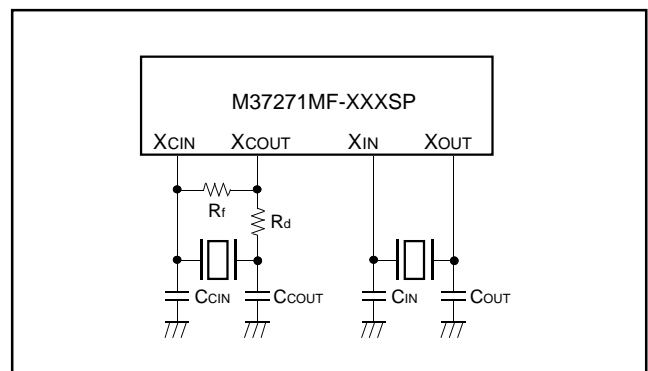 M37271MF-XXXSP
XCIN XCOUT XIN XOUT
Rf
Rd
CCIN CCOUT CIN COUT